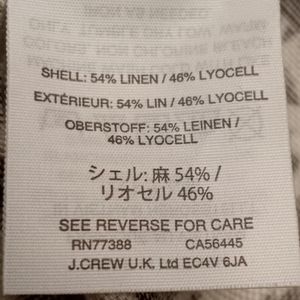 SHELL: 54% LINEN / 46% LYOCELL
EXTÉRIEUR: 54% LIN / 46% LYOCELL
OBERSTOFF: 54% LEINEN /
46% LYOCELL
シェル: 麻 54% /
リオセル 46%
SEE REVERSE FOR CARE
RN77388 CA56445
J.CREW U.K. Ltd EC4V 6JA